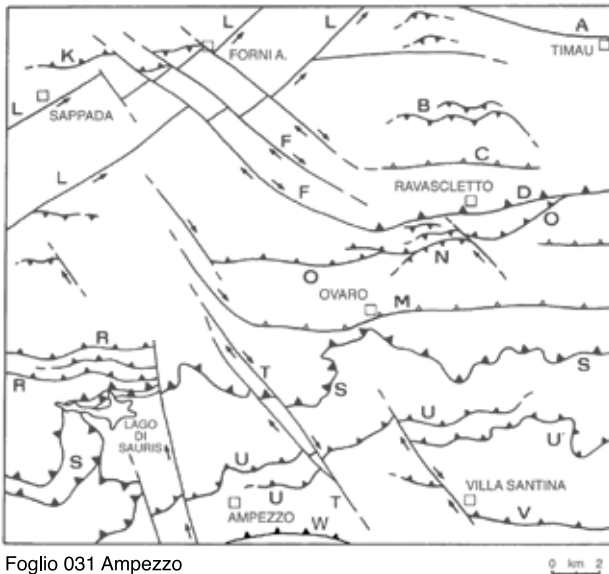 L
L
A
K
FORNI A.
TIMAU
L
SAPPADA
B
F
C
L
F
RAVASCLETTO
D
O
N
O
OVARO
M
R
R
T
S
S
LAGO
DI
SAURIS
U
U'
S
U
U
T
VILLA SANTINA
AMPEZZO
V
W
Foglio 031 Ampezzo
0 km 2